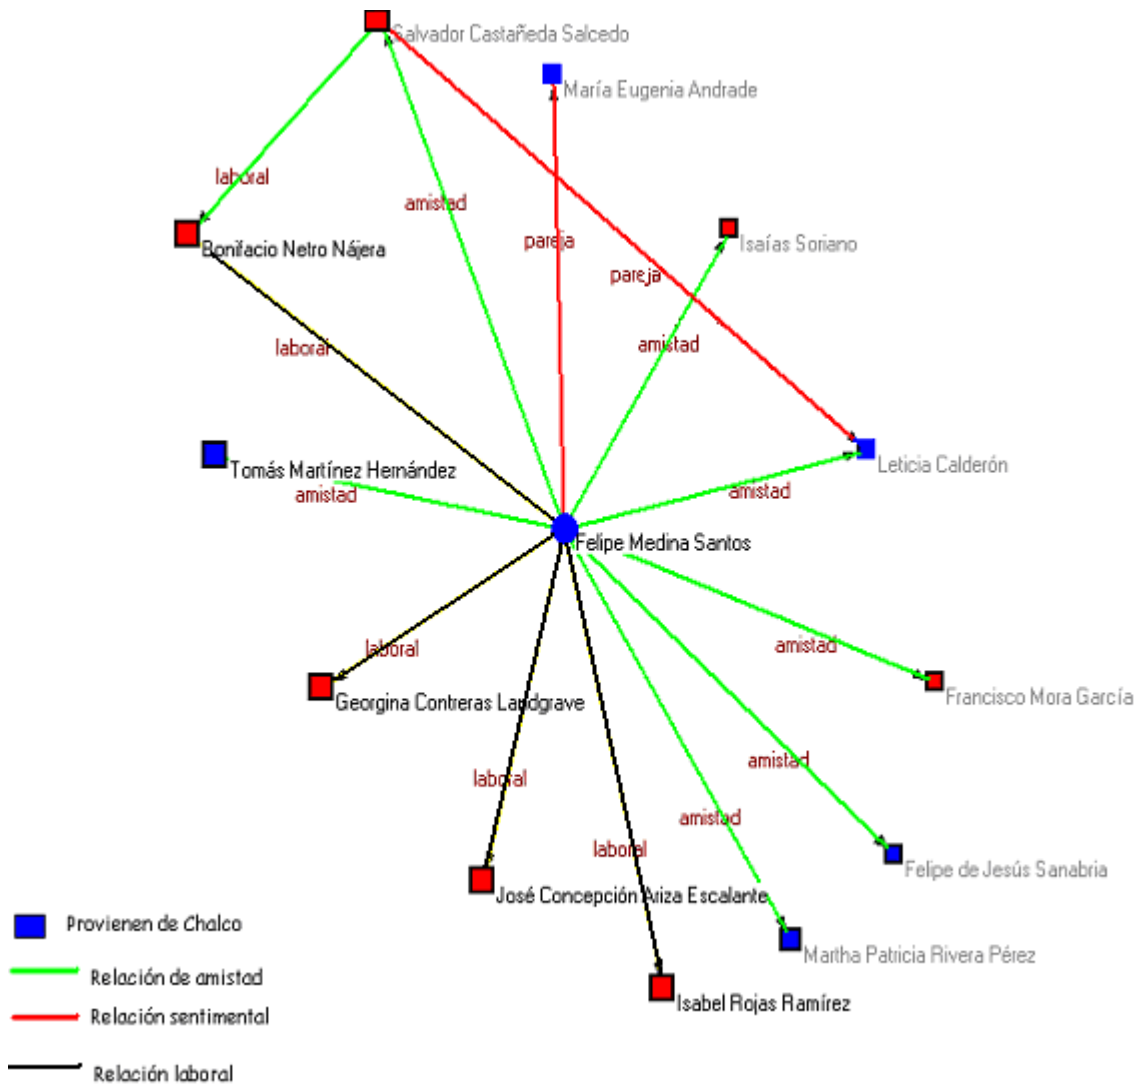 Salvador Castañeda Salcedo
María Eugenia Andrade
laboral
amistad
pareja
Isaías Soriano
Bonifacio Netro Nájera
pareja
laboral
amistad
Tomás Martínez Hernández
Leticia Calderón
amistad
amistad
Felipe Medina Santos
laboral
amistad
Georgina Contreras Landgrave
Francisco Mora García
laboral
amistad
amistad
laboral
Felipe de Jesús Sanabria
José Concepción Ariza Escalante
Provienen de Chalco
Martha Patricia Rivera Pérez
Relación de amistad
Isabel Rojas Ramírez
Relación sentimental
Relación laboral